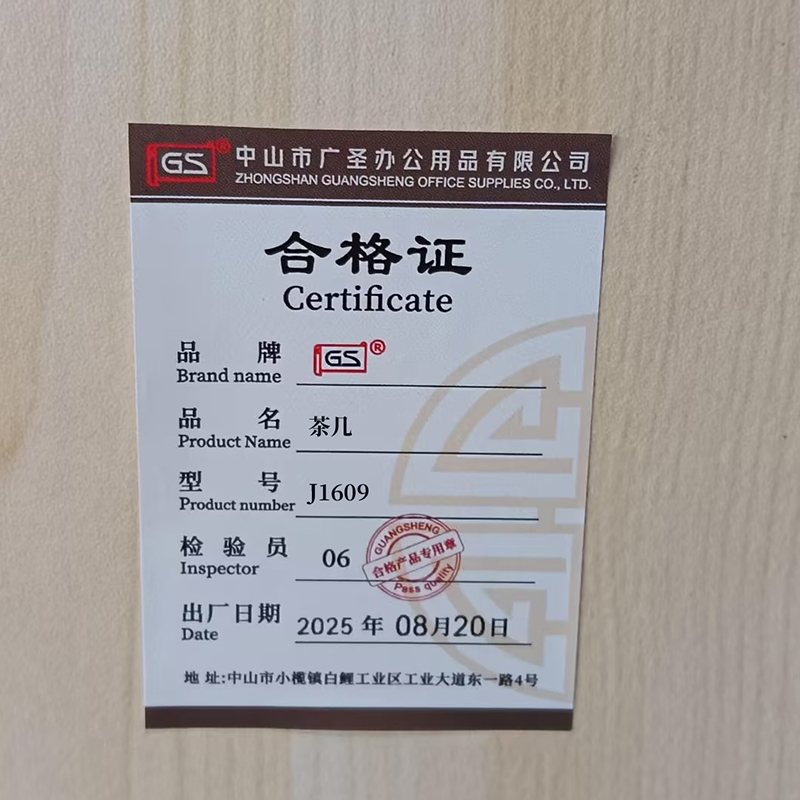 GS® 中山市广圣办公用品有限公司
ZHONGSHAN GUANGSHENG OFFICE SUPPLIES CO., LTD.
合格证
Certificate
品 牌 GS®
Brand name
品 名 茶几
Product Name
型 号 J1609
Product number
检 验 员 06
Inspector
GUANGSHENG
合格产品专用章
Pass quality
出厂日期 2025 年 08月20日
Date
地 址:中山市小榄镇白鲤工业区工业大道东一路4号